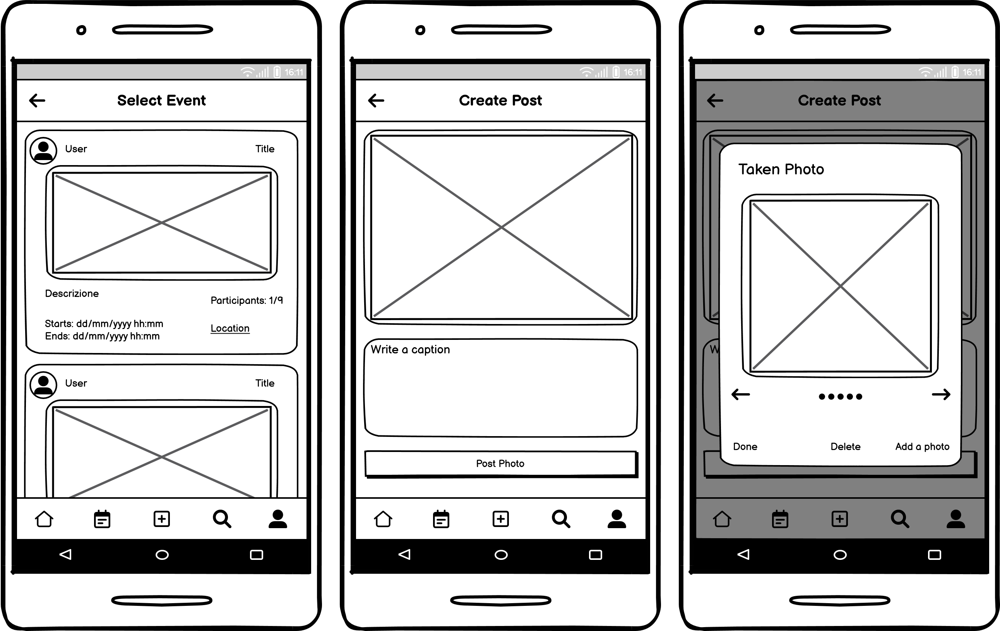 16:11
Select Event
User
Title
Descrizione
Participants: 1/9
Starts: dd/mm/yyyy hh:mm
Location
Ends: dd/mm/yyyy hh:mm
User
Title
16:11
Create Post
Write a caption
Post Photo
16:11
Create Post
Taken Photo
W
Done
Delete
Add a photo